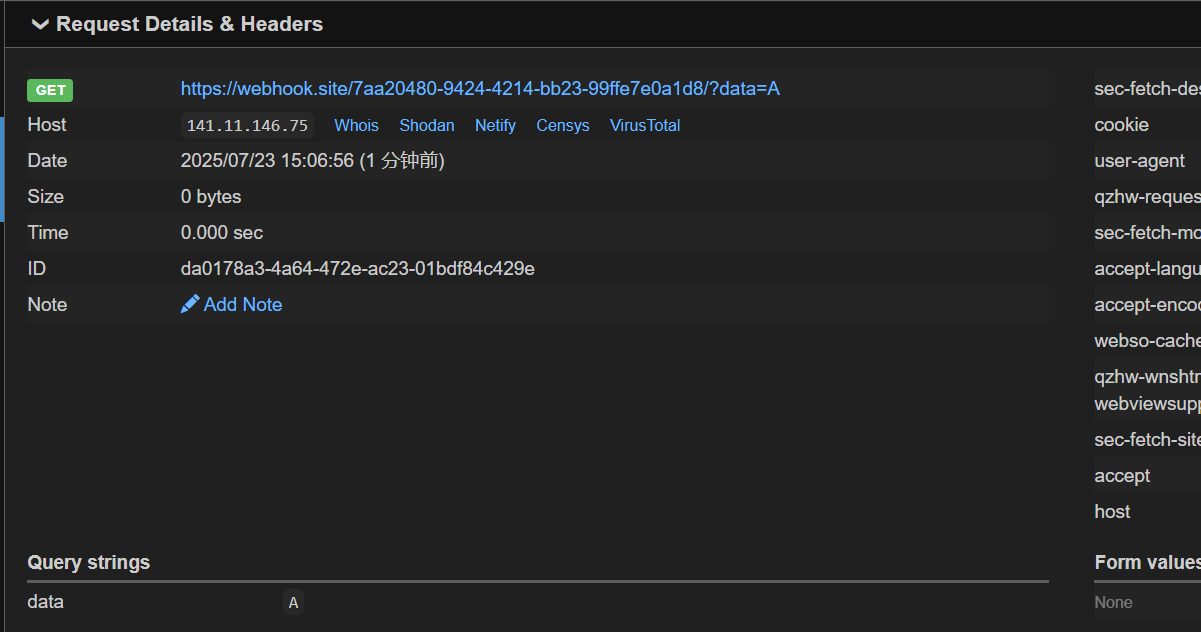 Request Details & Headers
GET https://webhook.site/7aa20480-9424-4214-bb23-99ffe7e0a1d8/?data=A
Host 141.11.146.75 Whois Shodan Netify Censys VirusTotal
Date 2025/07/23 15:06:56 (1 分钟前)
Size 0 bytes
Time 0.000 sec
ID da0178a3-4a64-472e-ac23-01bdf84c429e
Note Add Note
sec-fetch-des
cookie
user-agent
qzhw-reques
sec-fetch-mo
accept-langu
accept-encod
webso-cache
qzhw-wnshtm
webviewsupp
sec-fetch-site
accept
host
Query strings
data A
Form values
None